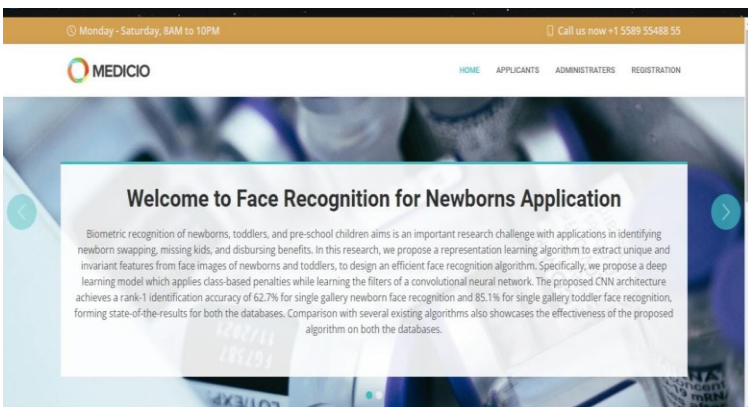 Monday - Saturday, 8AM to 10PM
Call us now +1 5589 55488 55
MEDICIO
HOME APPLICANTS ADMINISTRATERS REGISTRATION
Welcome to Face Recognition for Newborns Application
Biometric recognition of newborns, toddlers, and pre-school children aims is an important research challenge with applications in identifying
newborn swapping, missing kids, and disbursing benefits. In this research, we propose a representation learning algorithm to extract unique and
invariant features from face images of newborns and toddlers, to design an efficient face recognition algorithm. Specifically, we propose a deep
learning model which applies class-based penalties while learning the filters of a convolutional neural network. The proposed CNN architecture
achieves a rank-1 identification accuracy of 62.7% for single gallery newborn face recognition and 85.1% for single gallery toddler face recognition,
forming state-of-the-results for both the databases. Comparison with several existing algorithms also showcases the effectiveness of the proposed
algorithm on both the databases.
11/2021
mRNA